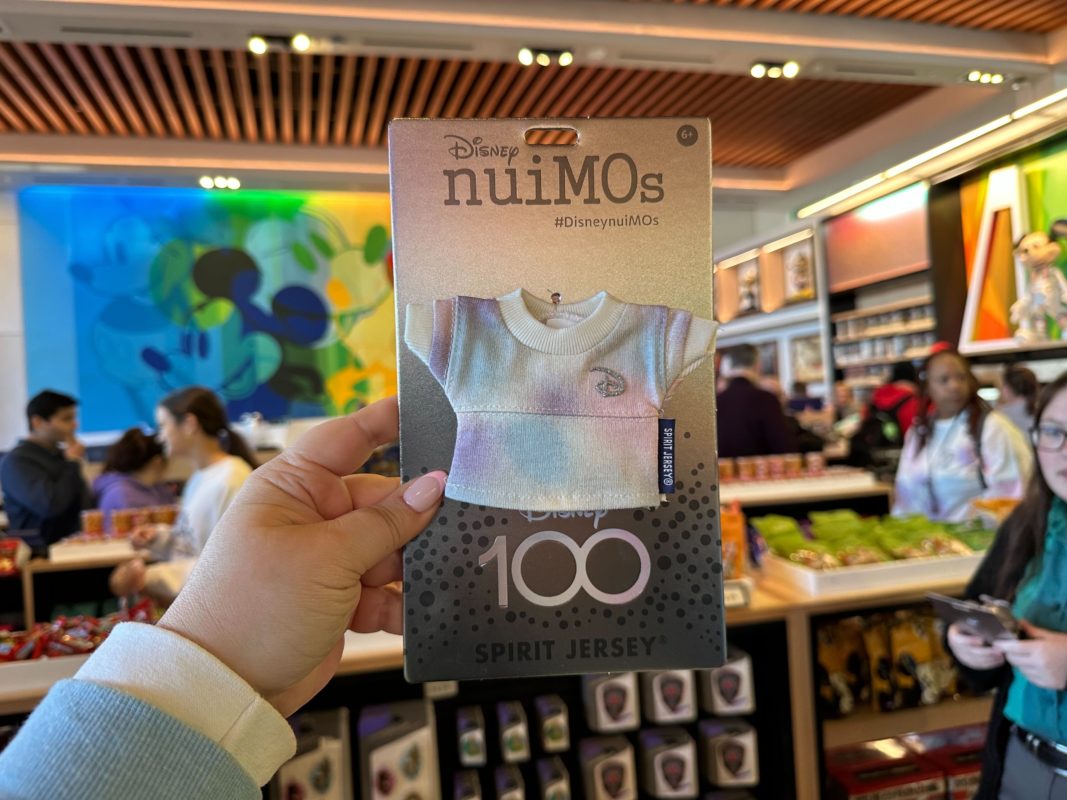 Disney
6+
nuiMOs
#DisneynuiMOs
SPIRIT JERSEY®
Disney
100
SPIRIT JERSEY®
A